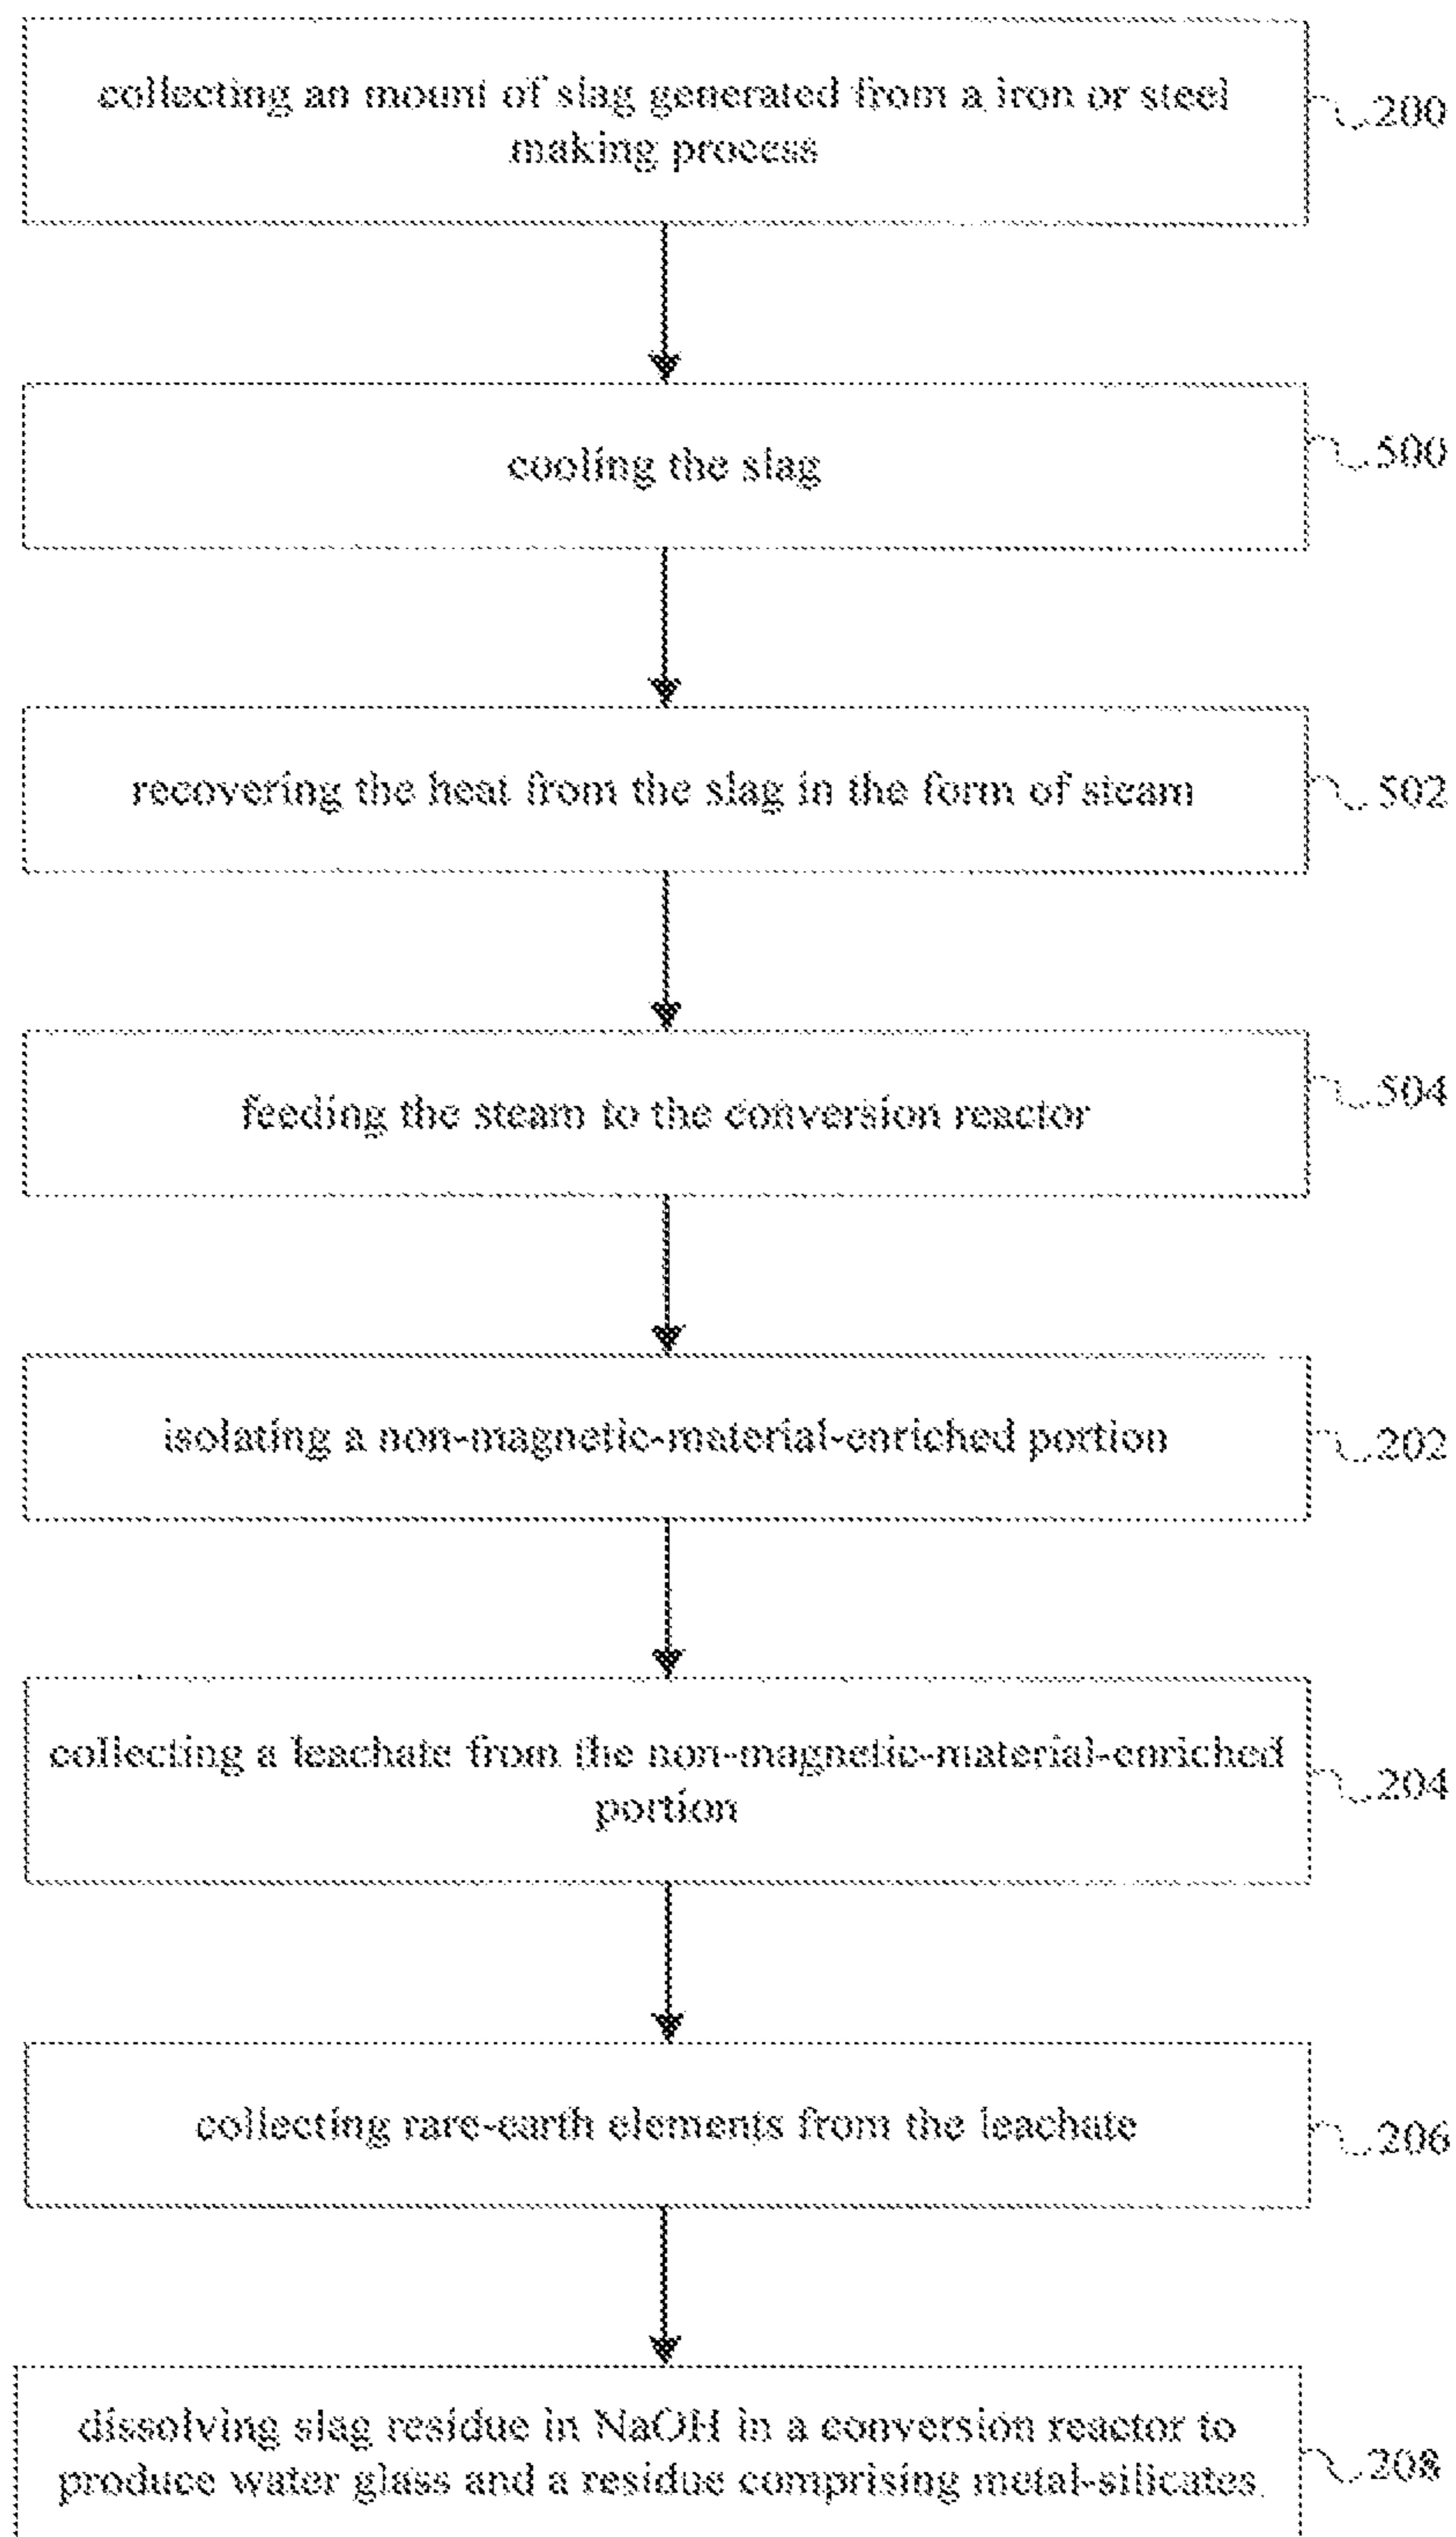 collecting an mount of slag generated from a iron or steel
making process
200
cooling the slag
500
recovering the heat from the slag in the form of steam
502
feeding the steam to the conversion reactor
504
isolating a non-magnetic-material-enriched portion
202
collecting a leachate from the non-magnetic-material-enriched
portion
204
collecting rare-earth elements from the leachate
206
dissolving slag residue in NaOH in a conversion reactor to
produce water glass and a residue comprising metal-silicates.
208